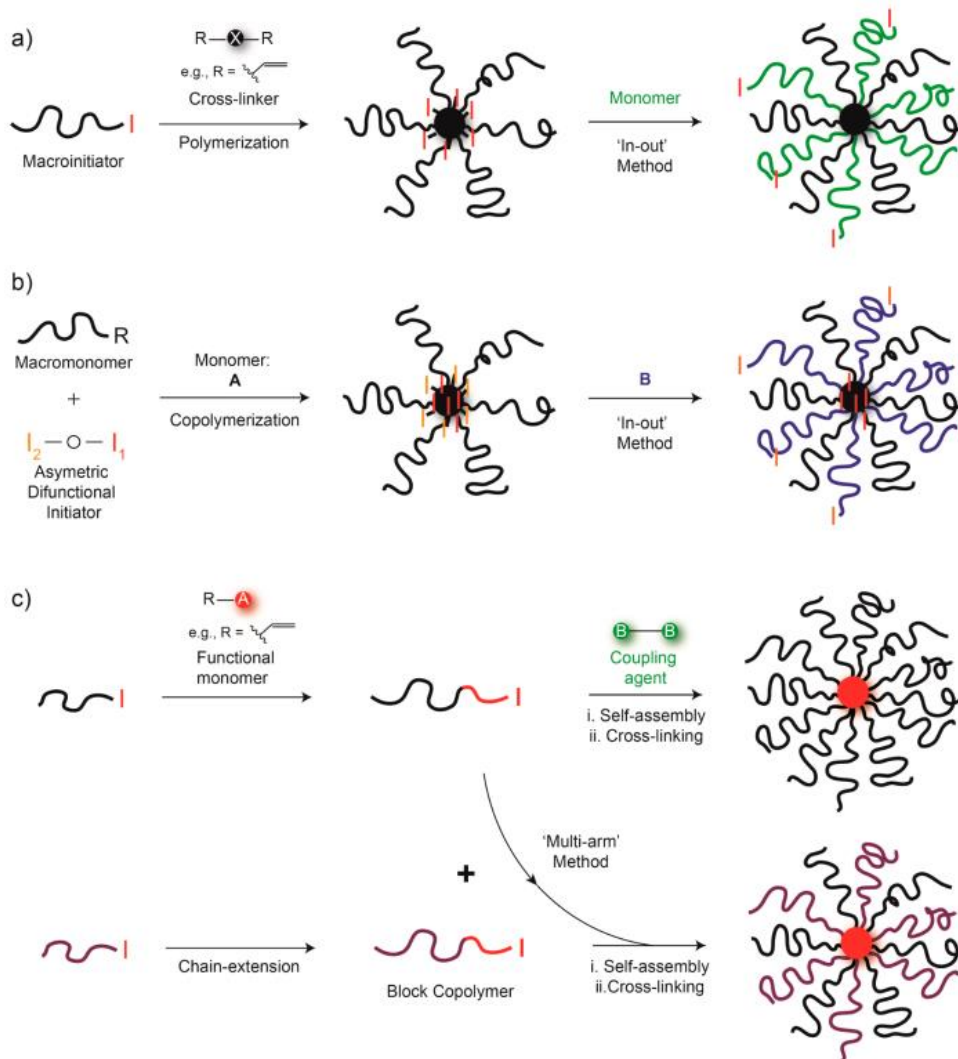 a)
R—X—R
e.g., R =
Cross-linker
I
Macroinitiator
Polymerization
I I I I I I
Monomer
'In-out'
Method
I
I
I
I
b)
R
Macromonomer
+
I₂—O—I₁
Asymetric
Difunctional
Initiator
Monomer:
A
Copolymerization
B
'In-out'
Method
I
I
I
I
c)
R—A
e.g., R =
Functional
monomer
I
I
B—B
Coupling
agent
i. Self-assembly
ii. Cross-linking
'Multi-arm'
Method
+
I
Chain-extension
I
Block Copolymer
i. Self-assembly
ii.Cross-linking